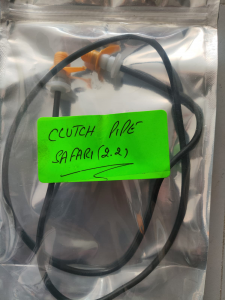 CLUTCH PIPE
SAFARI (2.2)